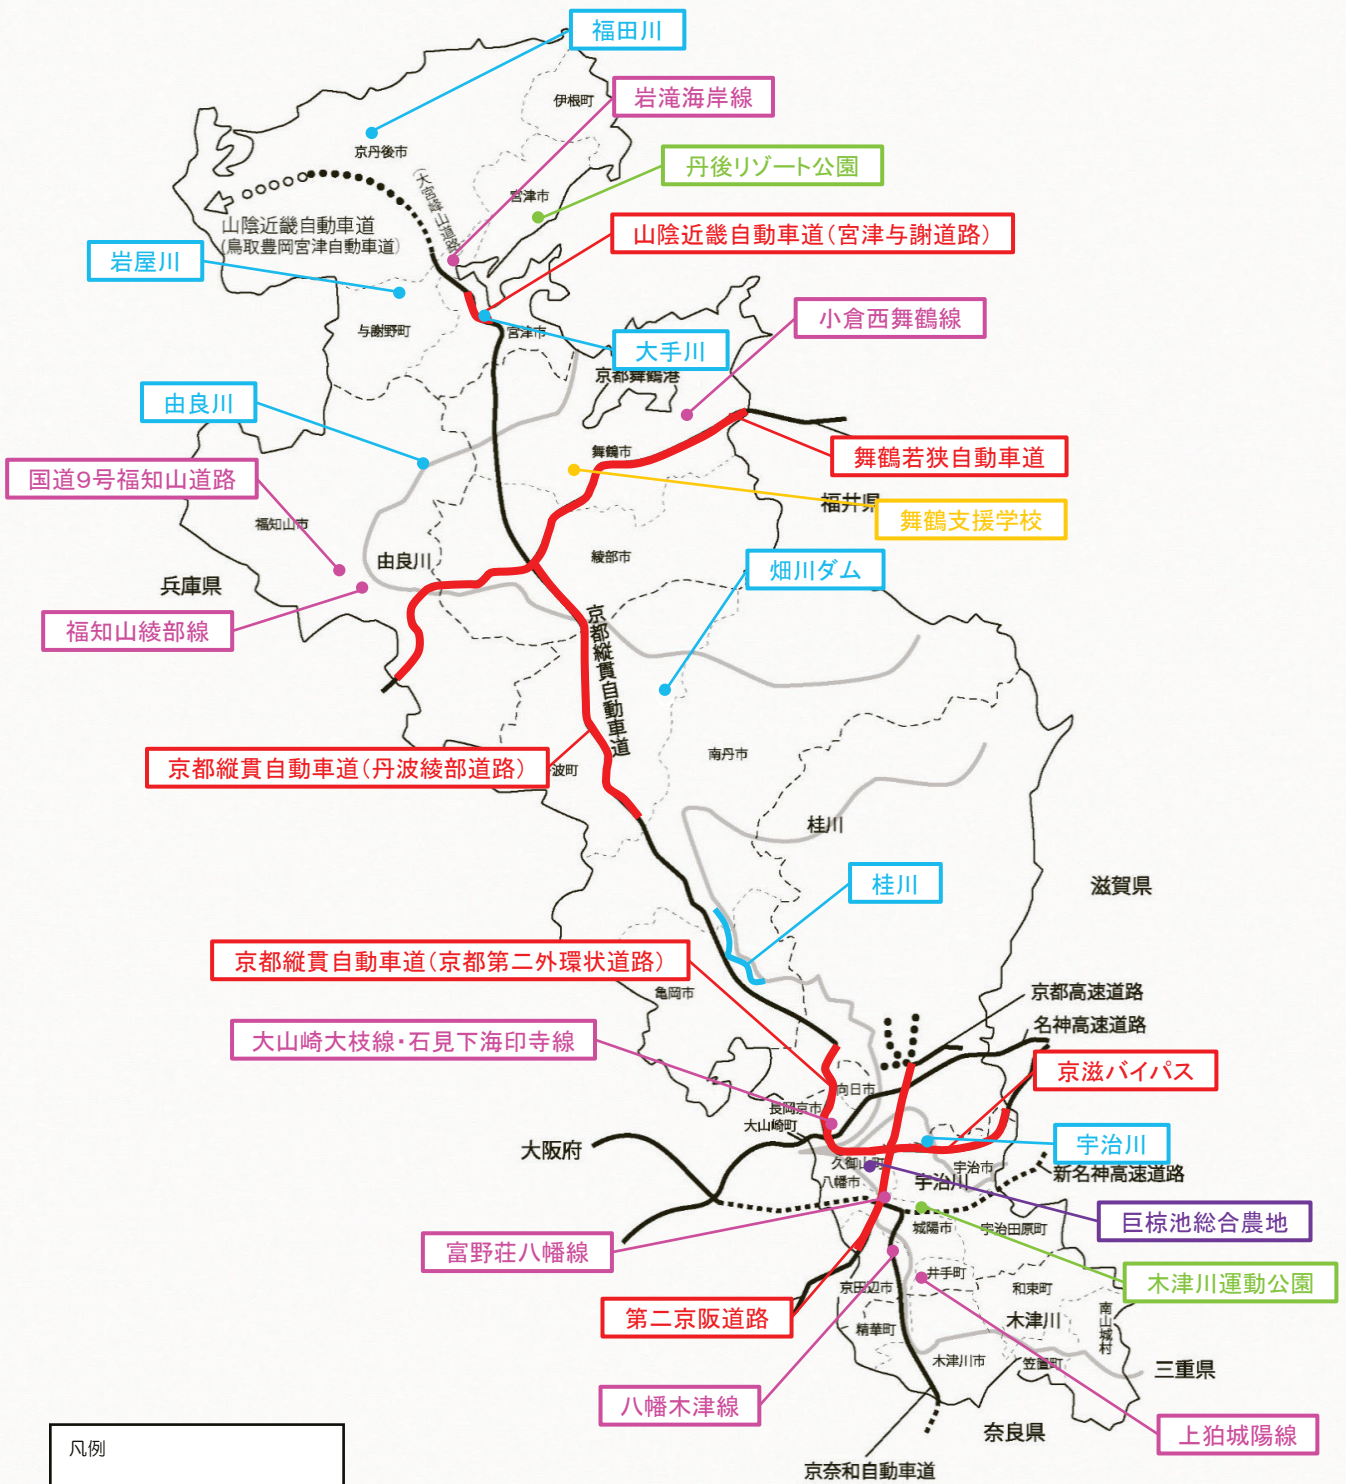 福田川
伊根町
岩滝海岸線
京丹後市
丹後リゾート公園
(大宮峰山道路)
宮津市
山陰近畿自動車道
(鳥取豊岡宮津自動車道)
山陰近畿自動車道(宮津与謝道路)
岩屋川
小倉西舞鶴線
与謝野町
宮津市
大手川
京都舞鶴港
由良川
舞鶴市
舞鶴若狭自動車道
国道9号福知山道路
福井県
舞鶴支援学校
福知山市
由良川
綾部市
畑川ダム
兵庫県
福知山綾部線
京都縦貫自動車道
南丹市
京都縦貫自動車道(丹波綾部道路)
波町
桂川
桂川
滋賀県
京都縦貫自動車道(京都第二外環状道路)
亀岡市
京都高速道路
名神高速道路
大山崎大枝線・石見下海印寺線
京滋バイパス
向日市
長岡京市
大山崎町
大阪府
宇治川
久御山町
宇治市
八幡市
宇治川
新名神高速道路
巨椋池総合農地
城陽市
宇治田原町
富野荘八幡線
井手町
京田辺市
和束町
木津川運動公園
第二京阪道路
精華町
木津川
南山城村
木津川市
笠置町
三重県
八幡木津線
奈良県
上狛城陽線
凡例
京奈和自動車道